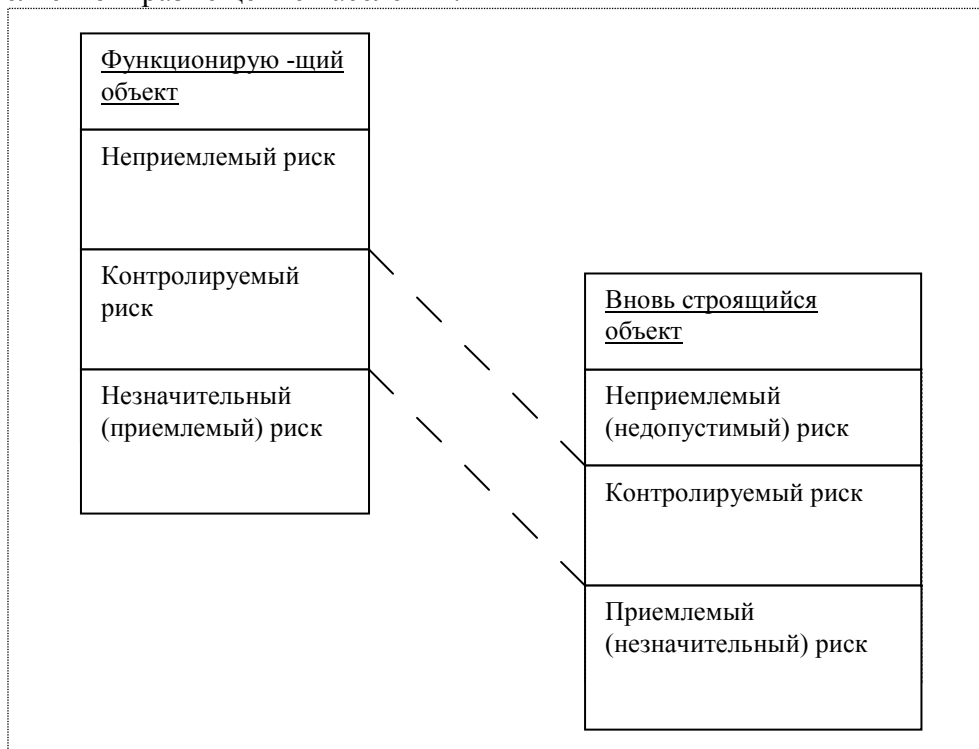 Функционирую -щий
объект
Неприемлемый риск
Контролируемый
риск
Незначительный
(приемлемый) риск
Вновь строящийся
объект
Неприемлемый
(недопустимый) риск
Контролируемый риск
Приемлемый
(незначительный) риск